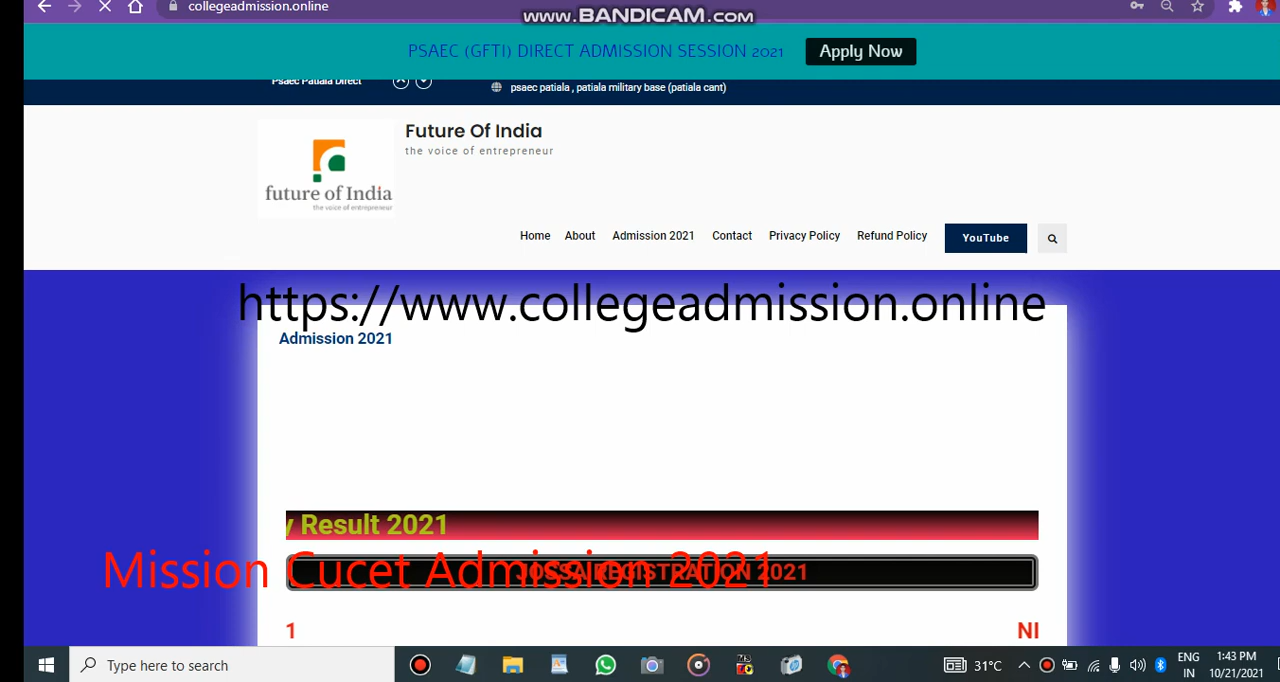 collegeadmission.online
www.BANDICAM.com
PSAEC (GFTI) DIRECT ADMISSION SESSION 2021 Apply Now
Psaec Patiala Direct
psaec patiala , patiala military base (patiala cant)
Future Of India
the voice of entrepreneur
future of India
the voice of entrepreneur
Home About Admission 2021 Contact Privacy Policy Refund Policy YouTube
https://www.collegeadmission.online
Admission 2021
y Result 2021
Mission Cucet Admission 2021
REGISTRATION 2021
1 NI
Type here to search
31°C
ENG
IN
1:43 PM
10/21/2021